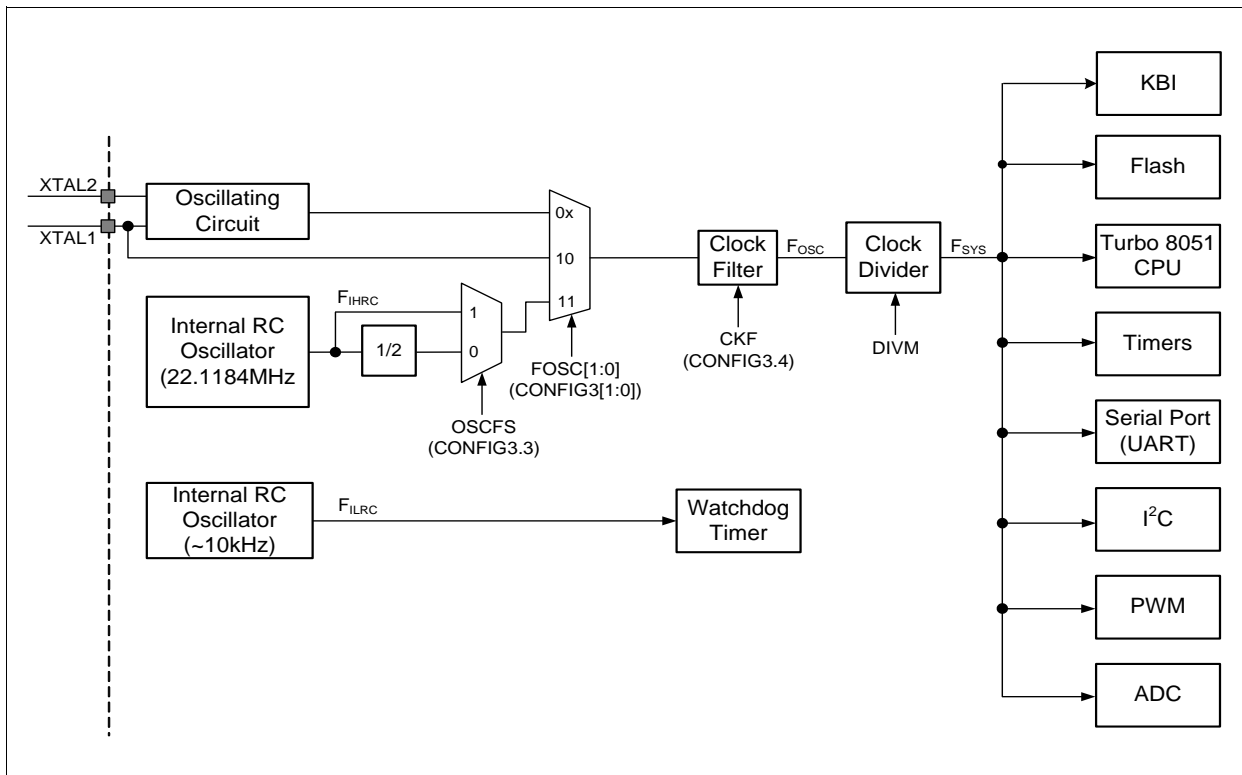 KBI
Flash
XTAL2
XTAL1
Oscillating
Circuit
0x
10
11
Clock
Filter
FOSC
Clock
Divider
FSYS
Turbo 8051
CPU
FIHRC
Internal RC
Oscillator
(22.1184MHz
1/2
1
0
FOSC[1:0]
(CONFIG3[1:0])
CKF
(CONFIG3.4)
DIVM
Timers
OSCFS
(CONFIG3.3)
Serial Port
(UART)
Internal RC
Oscillator
(~10kHz)
FILRC
Watchdog
Timer
I²C
PWM
ADC